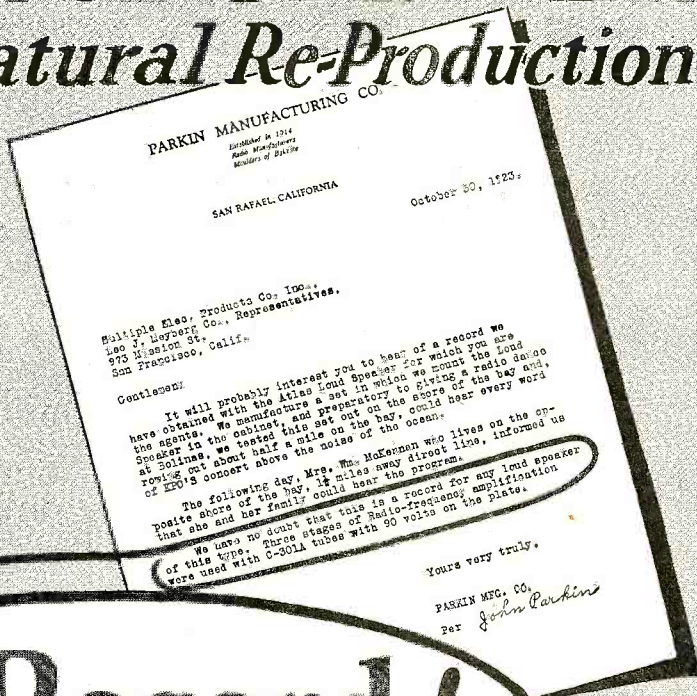 atural Re-Production
PARKIN MANUFACTURING CO.
Established in 1914
Radio Manufacturers
Moulders of Bakelite
SAN RAFAEL, CALIFORNIA
October 30, 1923.
Multiple Elec. Products Co. Inc.,
Leo J. Meyberg Co., Representatives,
973 Mission St.
San Francisco, Calif.
Gentlemen:
It will probably interest you to hear of a record we
have obtained with the Atlas Loud Speaker for which you are
the agents. We manufacture a set in which we mount the Loud
Speaker in the cabinet, and preparatory to giving a radio dance
at Bolinas, we tested this set out on the shore of the bay and,
rowing out about half a mile on the bay, could hear every word
of KPO's concert above the noise of the ocean.
The following day, Mrs. Wm. McKernan who lives on the op-
posite shore of the bay, 1¼ miles away direct line, informed us
that she and her family could hear the program.
We have no doubt that this is a record for any loud speaker
of this type. Three stages of Radio-frequency amplification
were used with C-301A tubes with 90 volts on the plate.
Yours very truly,
PARKIN MFG. CO.
Per John Parkin
Record!